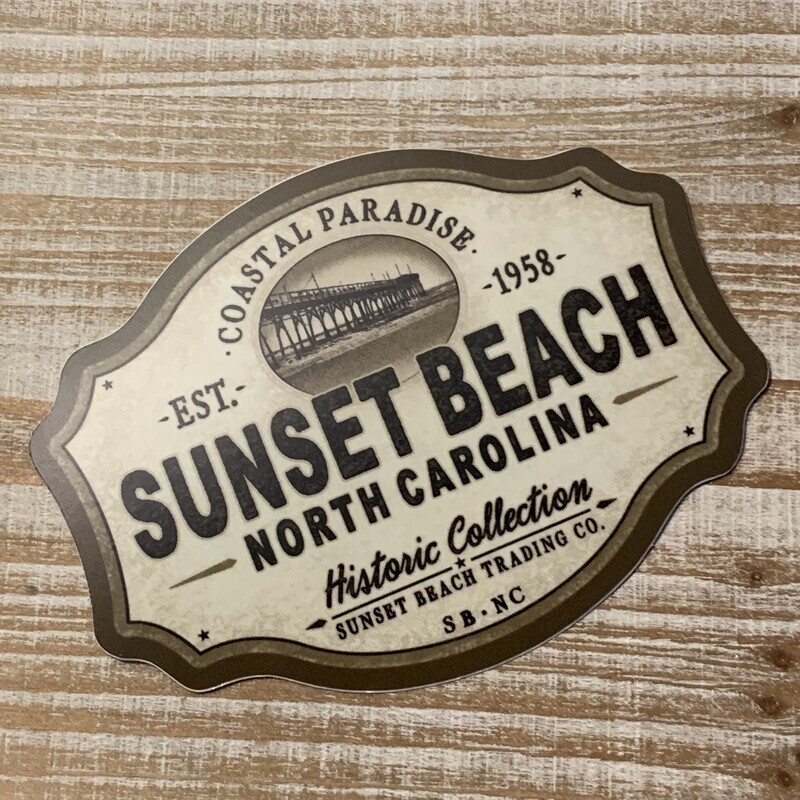 ·COASTAL PARADISE·
-EST.- -1958-
SUNSET BEACH
NORTH CAROLINA
Historic Collection
SUNSET BEACH TRADING CO.
SB·NC